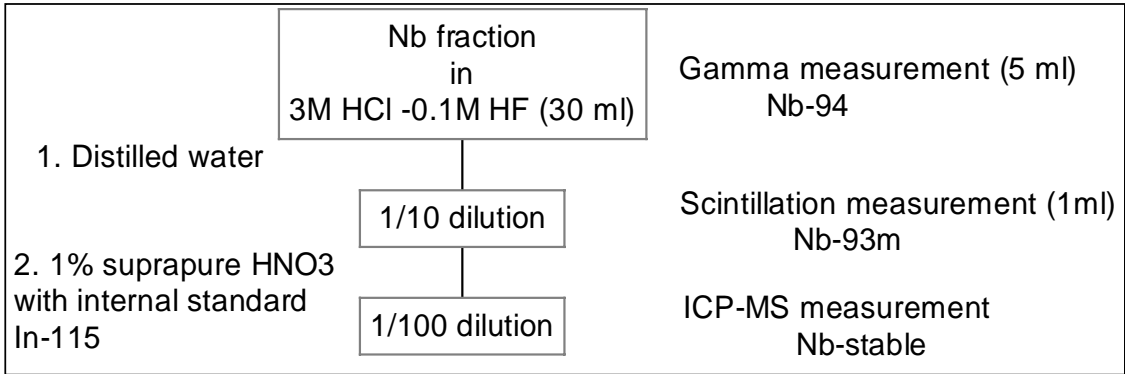 Nb fraction
in
3M HCl -0.1M HF (30 ml)
Gamma measurement (5 ml)
Nb-94
1. Distilled water
1/10 dilution
Scintillation measurement (1ml)
Nb-93m
2. 1% suprapure HNO3
with internal standard
In-115
1/100 dilution
ICP-MS measurement
Nb-stable